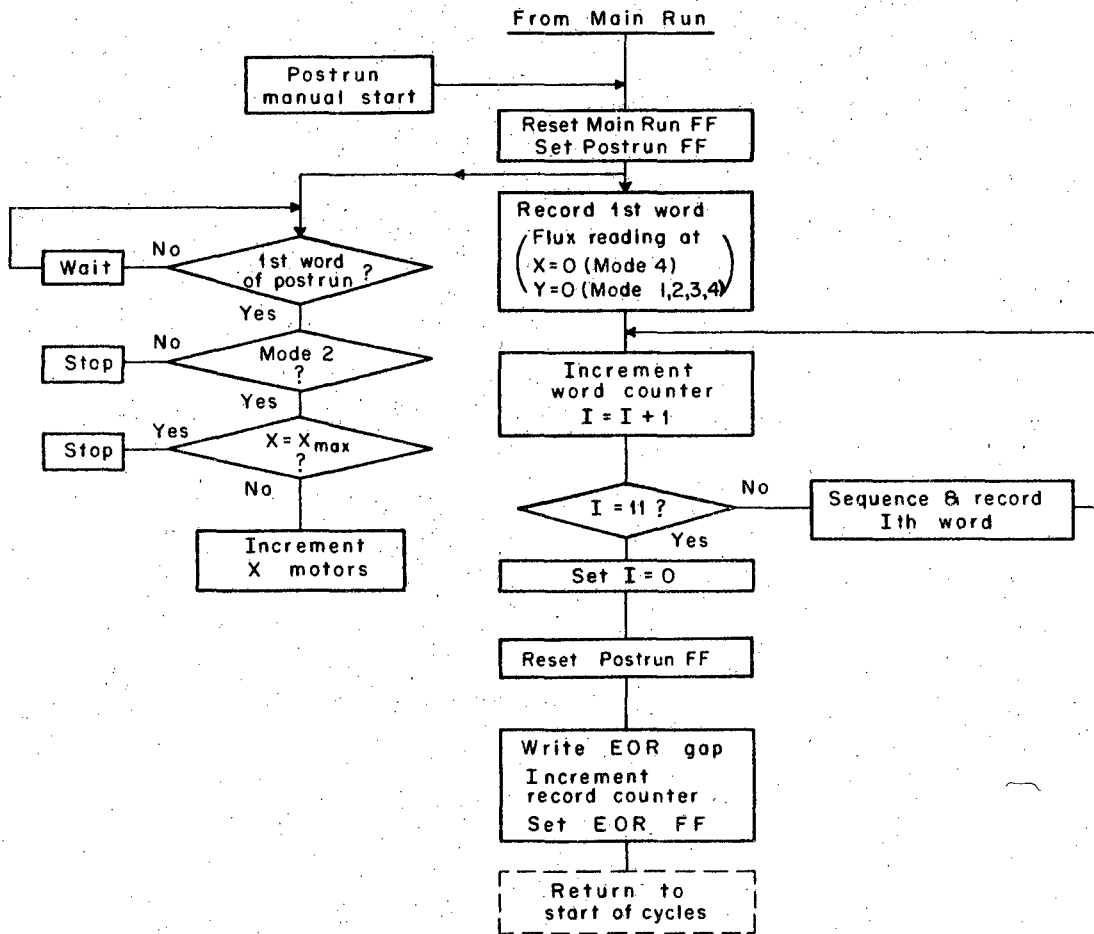 From Main Run
Postrun
manual start
Reset Main Run FF
Set Postrun FF
Record 1st word
(Flux reading at
X=0 (Mode 4)
Y=0 (Mode 1,2,3,4))
No
Wait
1st word
of postrun ?
Yes
No
Stop
Mode 2
?
Yes
Yes
Stop
X = Xmax
?
No
Increment
X motors
Increment
word counter
I = I + 1
I = 11 ?
No
Sequence & record
Ith word
Yes
Set I = 0
Reset Postrun FF
Write EOR gap
Increment
record counter
Set EOR FF
Return to
start of cycles